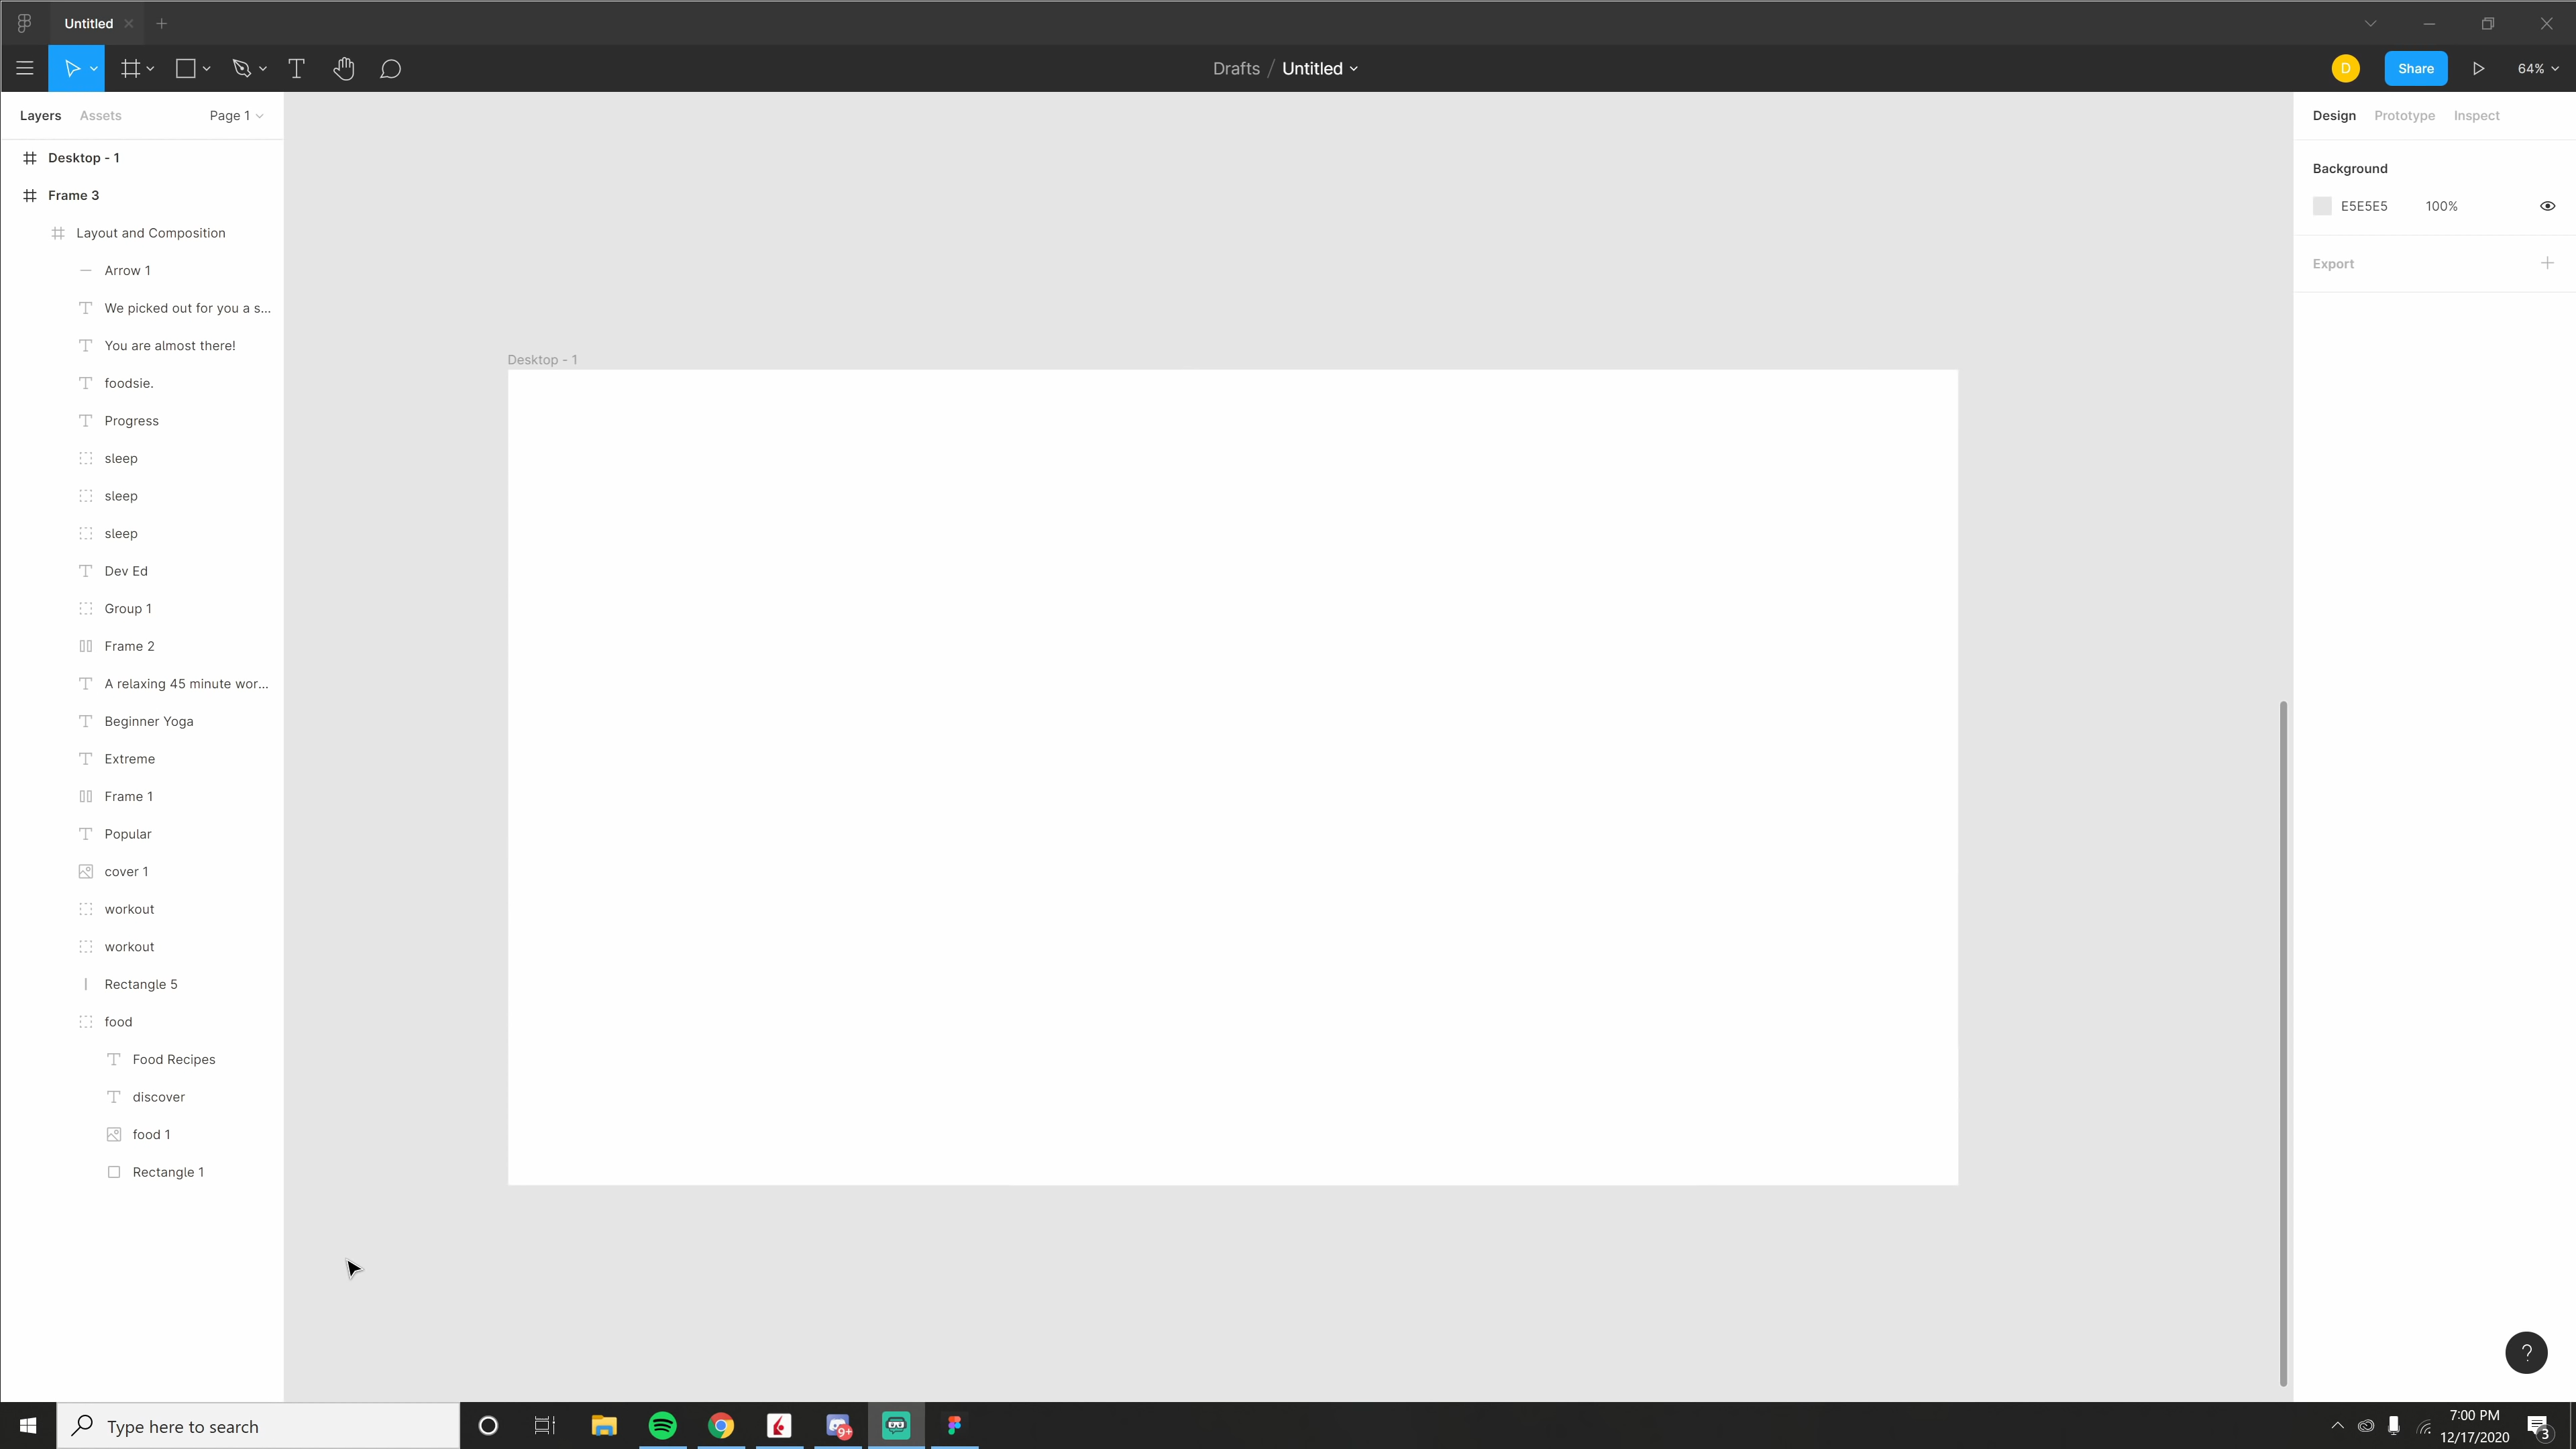 Untitled
Drafts / Untitled
D
Share
64%
Layers
Assets
Page 1
Design
Prototype
Inspect
Desktop - 1
Frame 3
Layout and Composition
Arrow 1
We picked out for you a s...
You are almost there!
foodsie.
Progress
sleep
sleep
sleep
Dev Ed
Group 1
Frame 2
A relaxing 45 minute wor...
Beginner Yoga
Extreme
Frame 1
Popular
cover 1
workout
workout
Rectangle 5
food
Food Recipes
discover
food 1
Rectangle 1
Desktop - 1
Background
E5E5E5
100%
Export
?
Type here to search
9+
7:00 PM
12/17/2020
3